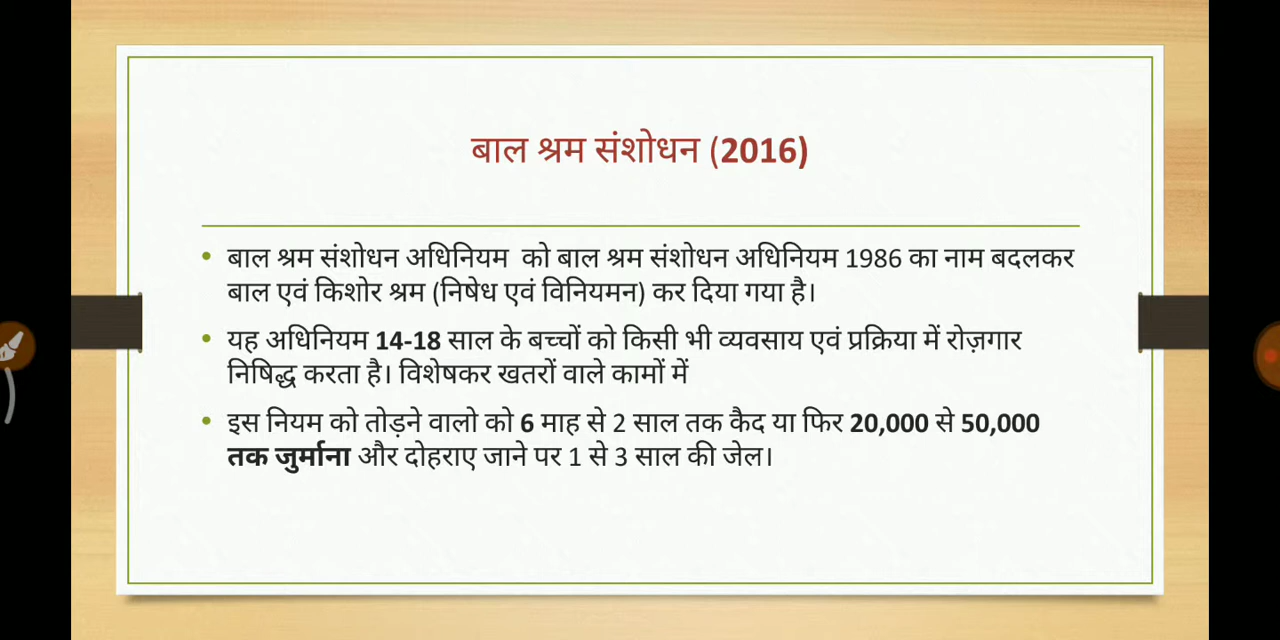 बाल श्रम संशोधन (2016)
• बाल श्रम संशोधन अधिनियम को बाल श्रम संशोधन अधिनियम 1986 का नाम बदलकर
बाल एवं किशोर श्रम (निषेध एवं विनियमन) कर दिया गया है।
• यह अधिनियम 14-18 साल के बच्चों को किसी भी व्यवसाय एवं प्रक्रिया में रोज़गार
निषिद्ध करता है। विशेषकर खतरों वाले कामों में
• इस नियम को तोड़ने वालो को 6 माह से 2 साल तक कैद या फिर 20,000 से 50,000
तक जुर्माना और दोहराए जाने पर 1 से 3 साल की जेल।